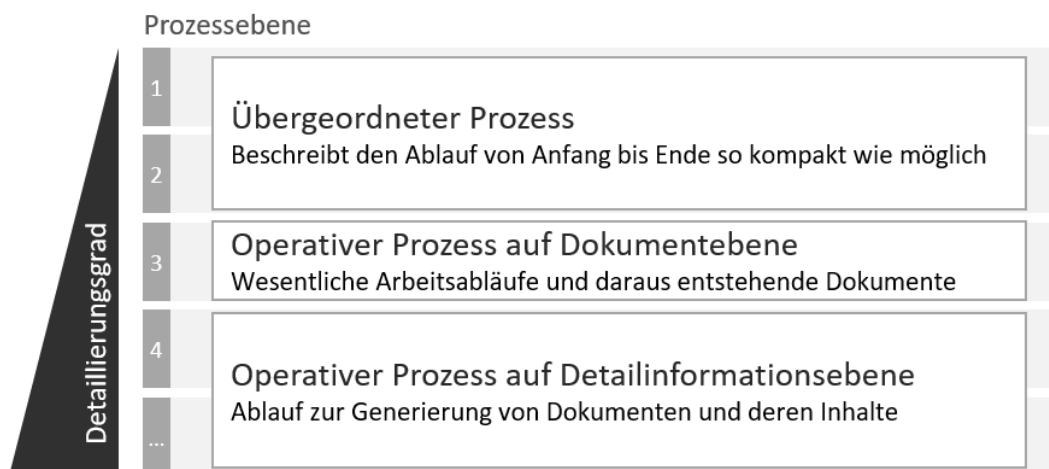 Prozessebene
Detaillierungsgrad
1
2
Übergeordneter Prozess
Beschreibt den Ablauf von Anfang bis Ende so kompakt wie möglich
3
Operativer Prozess auf Dokumentebene
Wesentliche Arbeitsabläufe und daraus entstehende Dokumente
4
...
Operativer Prozess auf Detailinformationsebene
Ablauf zur Generierung von Dokumenten und deren Inhalte